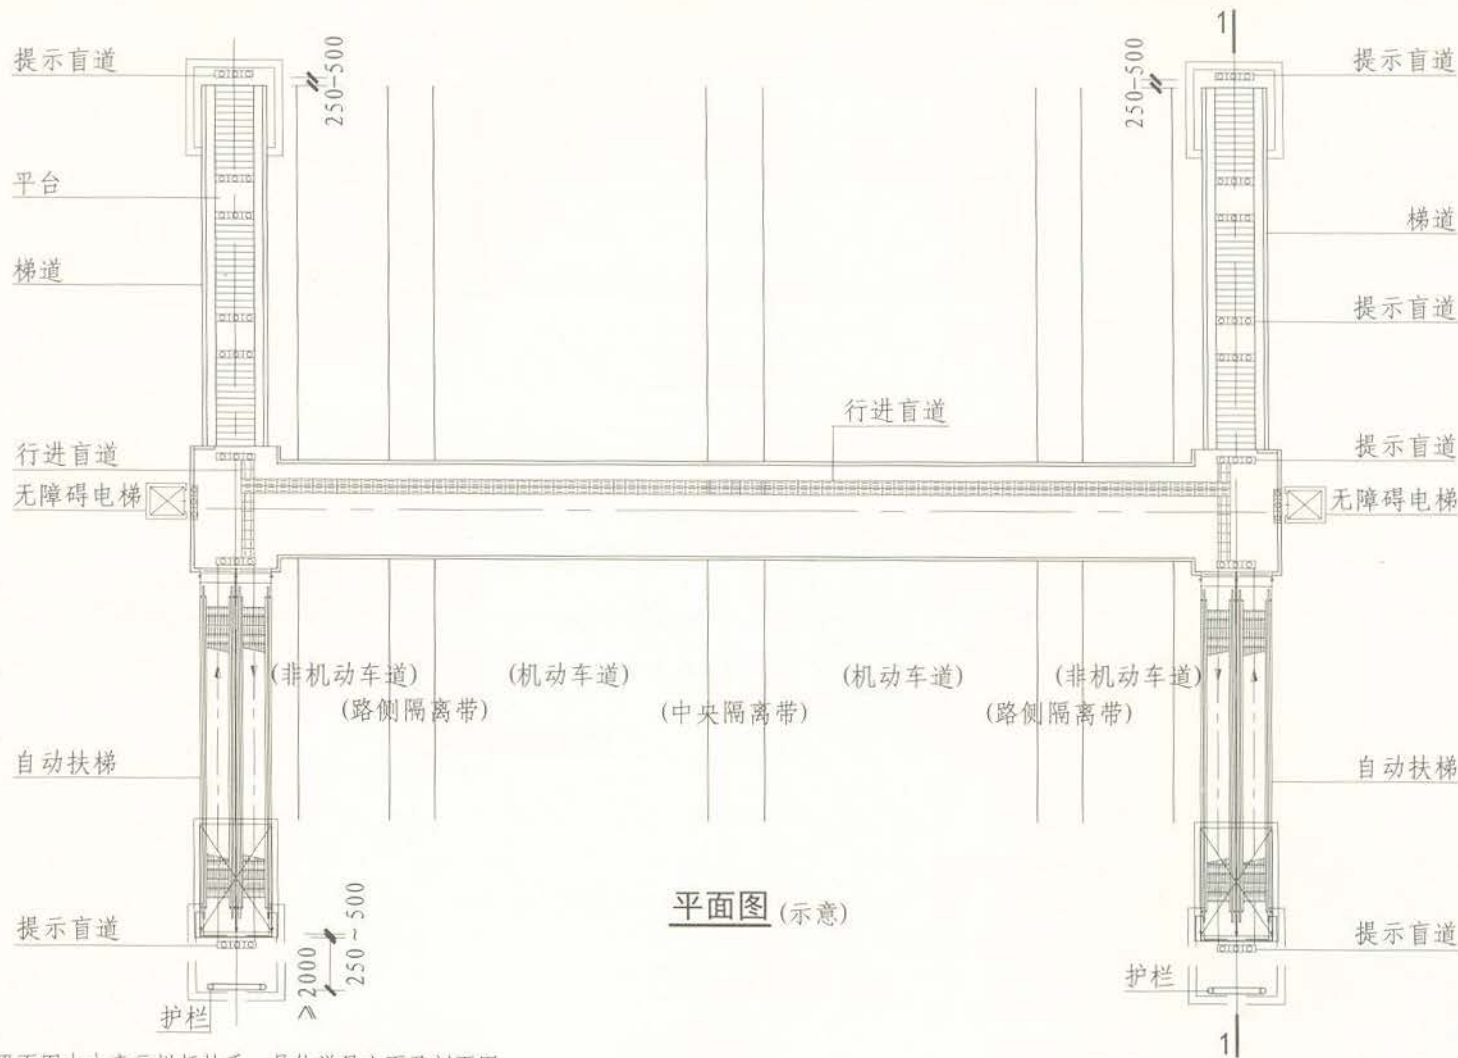 1
提示盲道
250-500
250-500
提示盲道
平台
梯道
梯道
提示盲道
行进盲道
行进盲道
提示盲道
无障碍电梯
无障碍电梯
(非机动车道)
(机动车道)
(机动车道)
(非机动车道)
(路侧隔离带)
(中央隔离带)
(路侧隔离带)
自动扶梯
自动扶梯
平面图 (示意)
提示盲道
250~500
≥2000
提示盲道
护栏
护栏
1